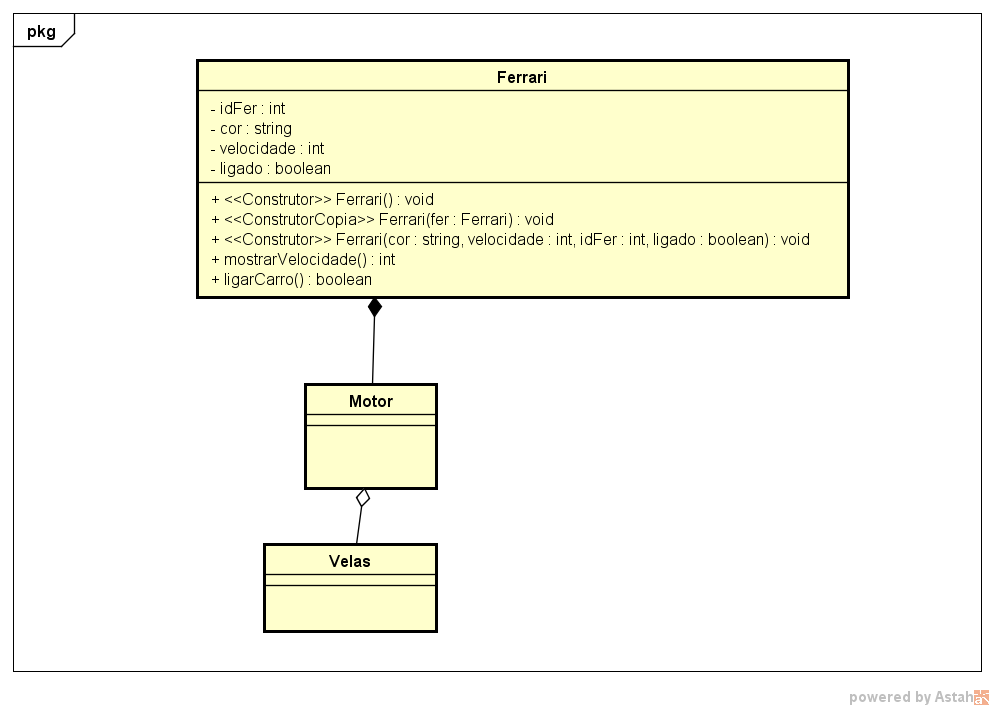 pkg
Ferrari
- idFer : int
- cor : string
- velocidade : int
- ligado : boolean
+ <<Construtor>> Ferrari() : void
+ <<ConstrutorCopia>> Ferrari(fer : Ferrari) : void
+ <<Construtor>> Ferrari(cor : string, velocidade : int, idFer : int, ligado : boolean) : void
+ mostrarVelocidade() : int
+ ligarCarro() : boolean
Motor
Velas
powered by Astah